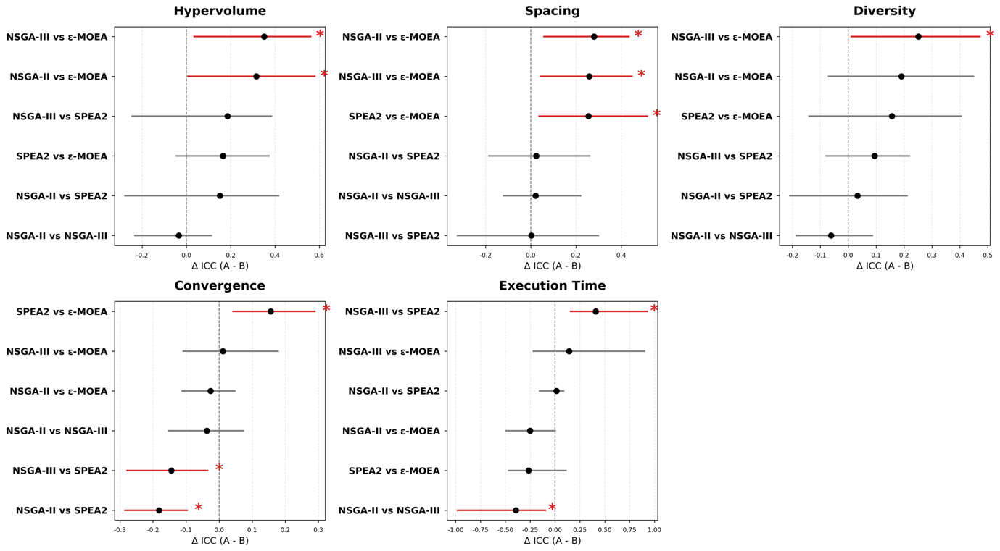 Hypervolume
NSGA-III vs ε-MOEA
*
NSGA-II vs ε-MOEA
*
NSGA-III vs SPEA2
SPEA2 vs ε-MOEA
NSGA-II vs SPEA2
NSGA-II vs NSGA-III
-0.2 0.0 0.2 0.4 0.6
Δ ICC (A - B)
Spacing
NSGA-II vs ε-MOEA
*
NSGA-III vs ε-MOEA
*
SPEA2 vs ε-MOEA
*
NSGA-II vs SPEA2
NSGA-II vs NSGA-III
NSGA-III vs SPEA2
-0.2 0.0 0.2 0.4
Δ ICC (A - B)
Diversity
NSGA-III vs ε-MOEA
*
NSGA-II vs ε-MOEA
SPEA2 vs ε-MOEA
NSGA-III vs SPEA2
NSGA-II vs SPEA2
NSGA-II vs NSGA-III
-0.2 -0.1 0.0 0.1 0.2 0.3 0.4 0.5
Δ ICC (A - B)
Convergence
SPEA2 vs ε-MOEA
*
NSGA-III vs ε-MOEA
NSGA-II vs ε-MOEA
NSGA-II vs NSGA-III
NSGA-III vs SPEA2
*
NSGA-II vs SPEA2
*
-0.3 -0.2 -0.1 0.0 0.1 0.2 0.3
Δ ICC (A - B)
Execution Time
NSGA-III vs SPEA2
*
NSGA-III vs ε-MOEA
NSGA-II vs SPEA2
NSGA-II vs ε-MOEA
SPEA2 vs ε-MOEA
NSGA-II vs NSGA-III
*
-1.00 -0.75 -0.50 -0.25 0.00 0.25 0.50 0.75 1.00
Δ ICC (A - B)